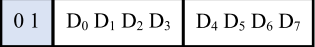 0 1 D₀ D₁ D₂ D₃ D₄ D₅ D₆ D₇